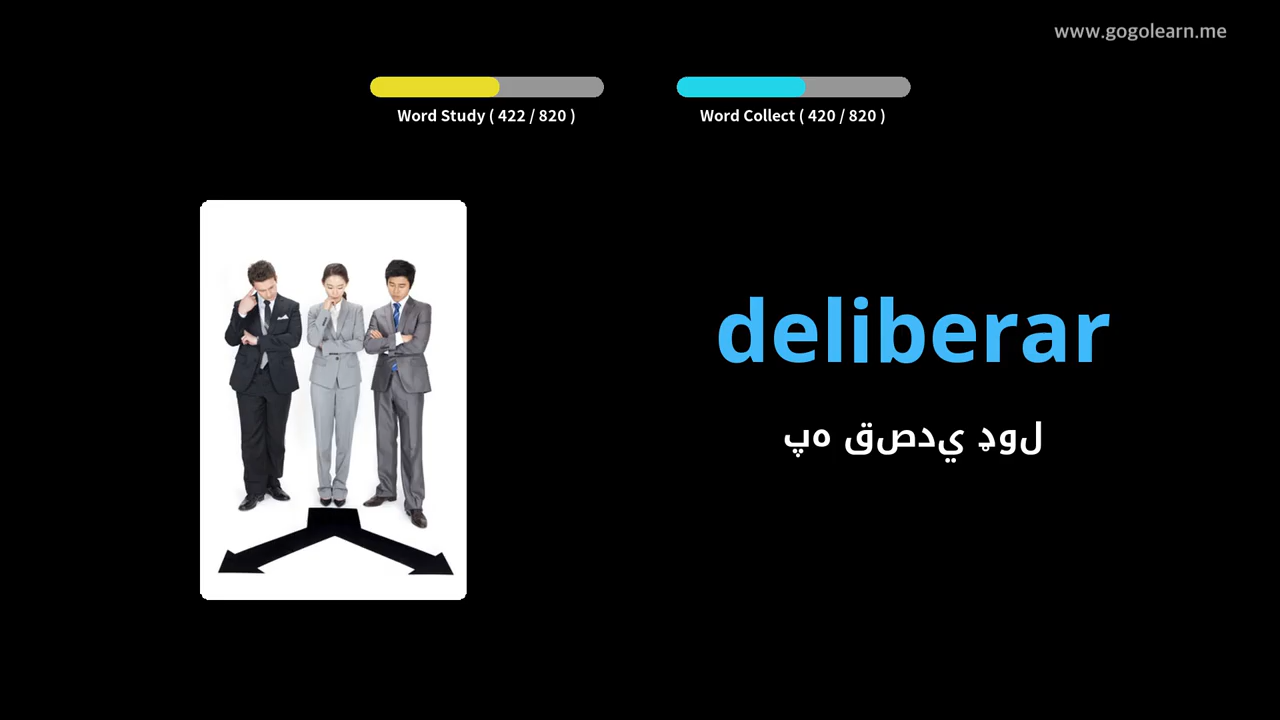 www.gogolearn.me
Word Study ( 422 / 820 )
Word Collect ( 420 / 820 )
deliberar
په قصدي ډول